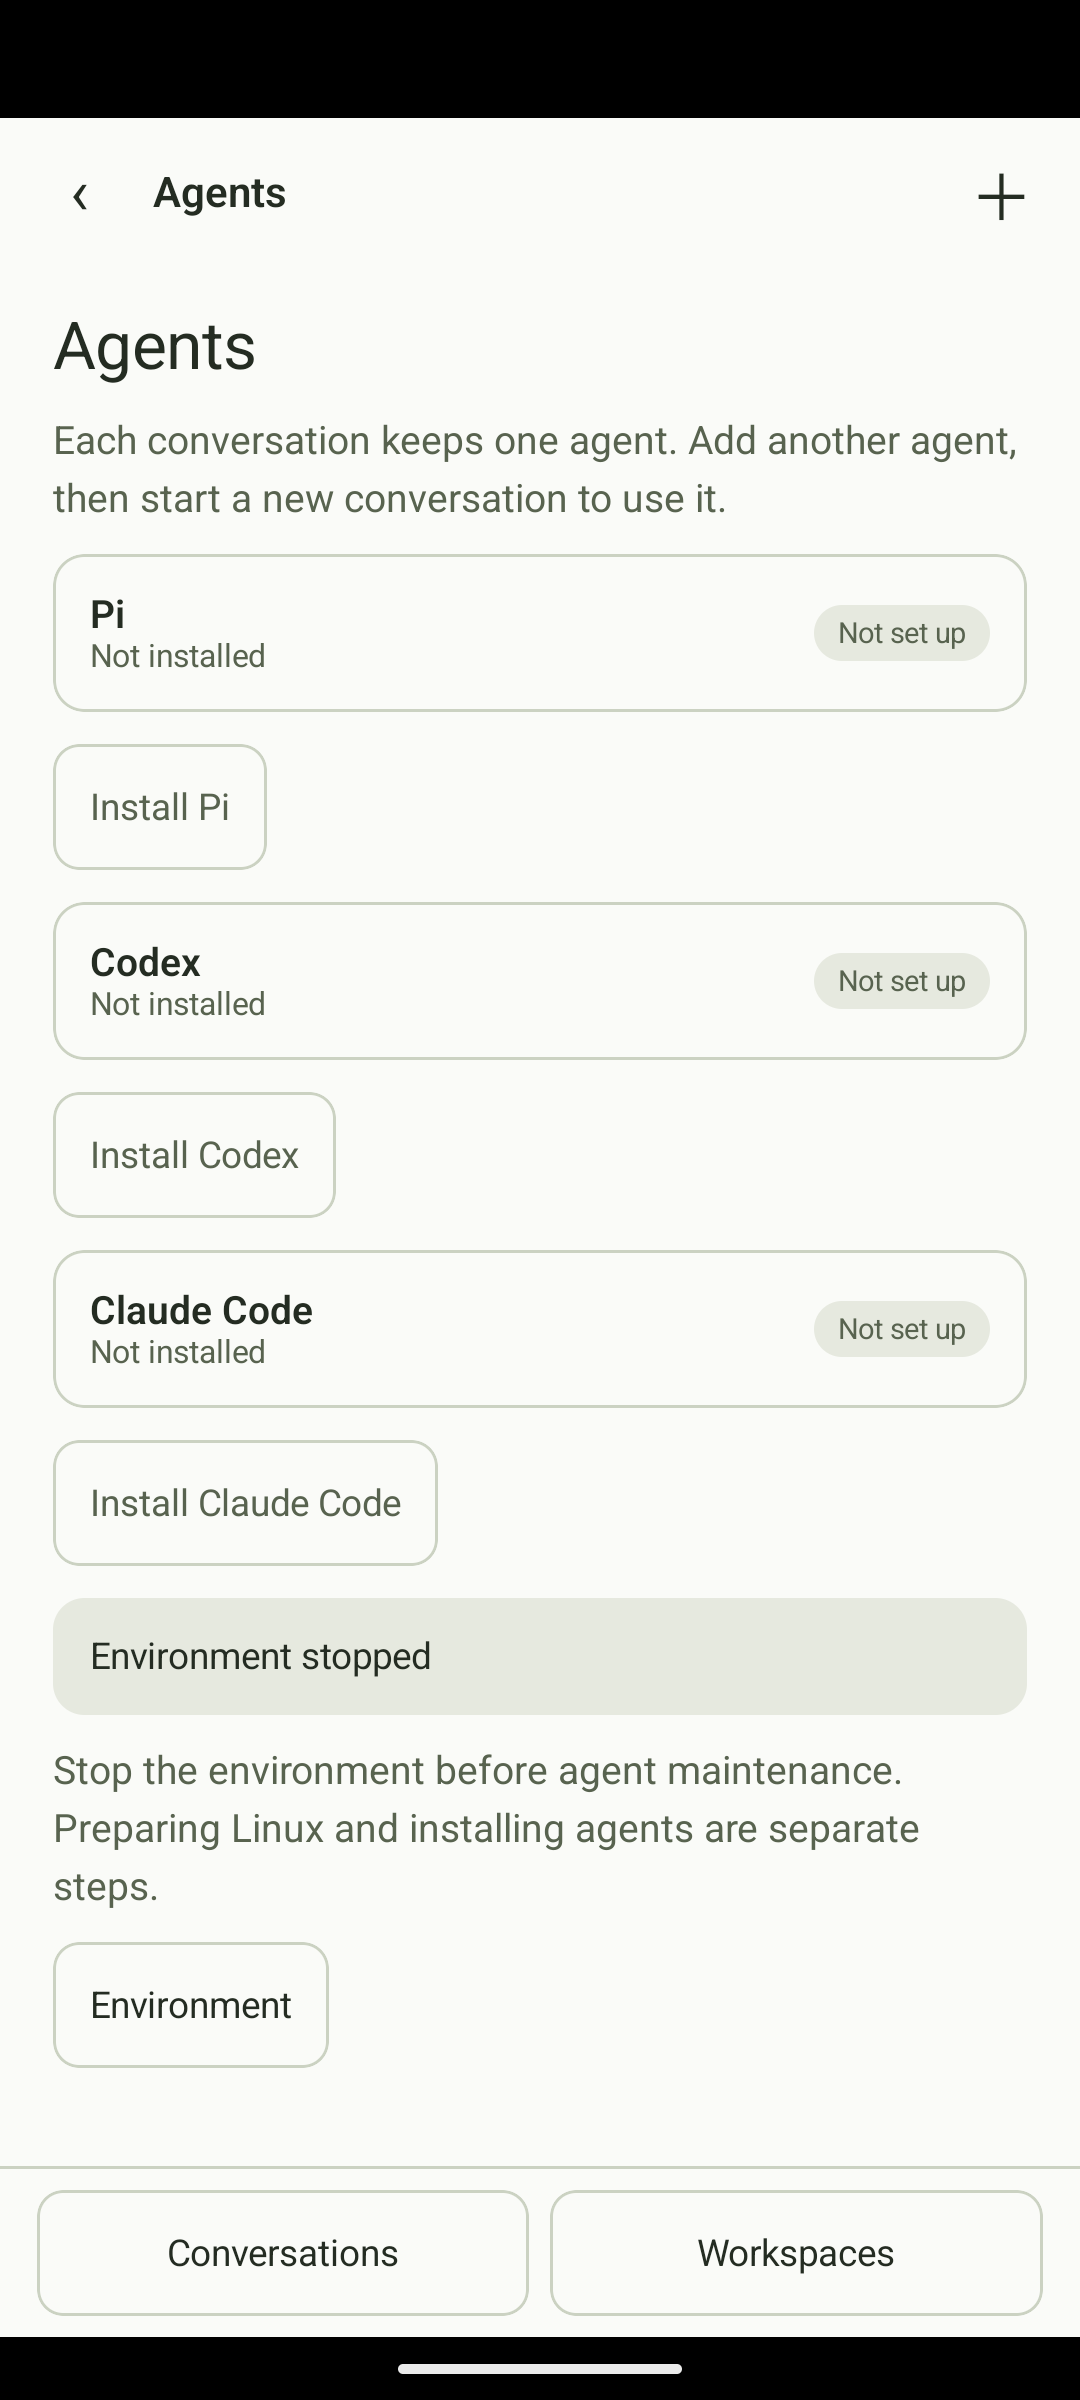 ‹ Agents +
Agents
Each conversation keeps one agent. Add another agent,
then start a new conversation to use it.
Pi
Not installed
Not set up
Install Pi
Codex
Not installed
Not set up
Install Codex
Claude Code
Not installed
Not set up
Install Claude Code
Environment stopped
Stop the environment before agent maintenance.
Preparing Linux and installing agents are separate
steps.
Environment
Conversations
Workspaces